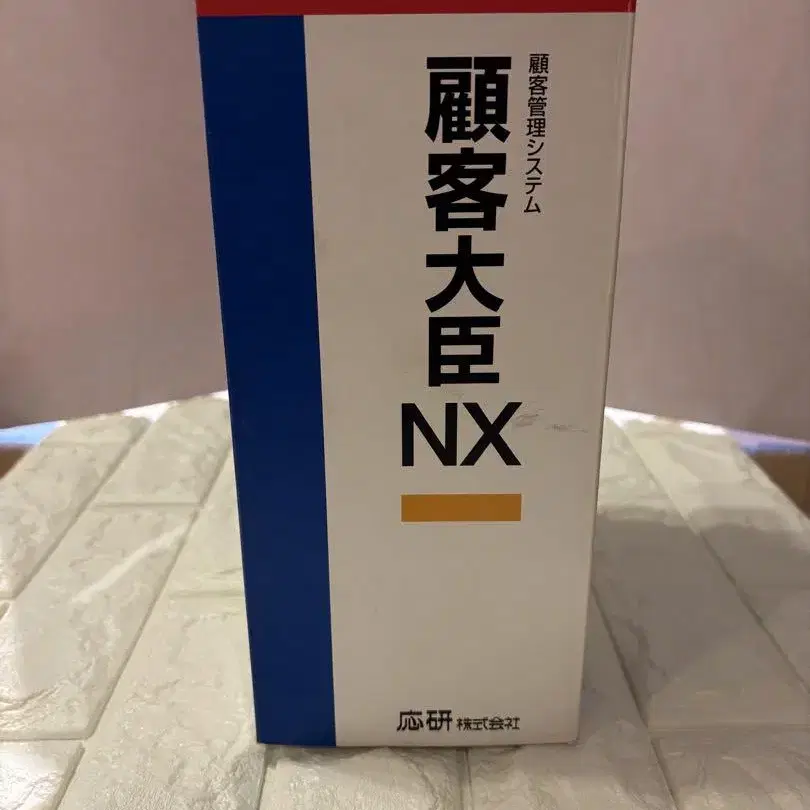 顧客管理システム
顧客大臣
NX
応研株式会社